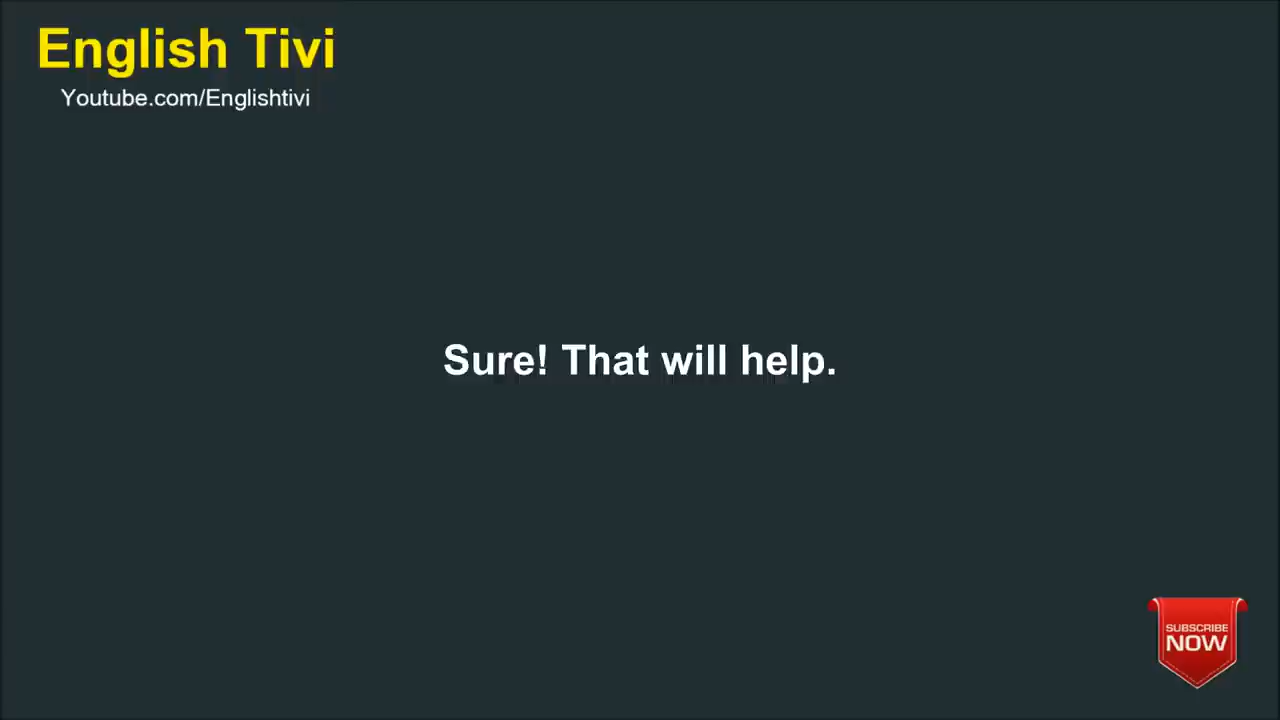 English Tivi
Youtube.com/Englishtivi
Sure! That will help.
SUBSCRIBE
NOW